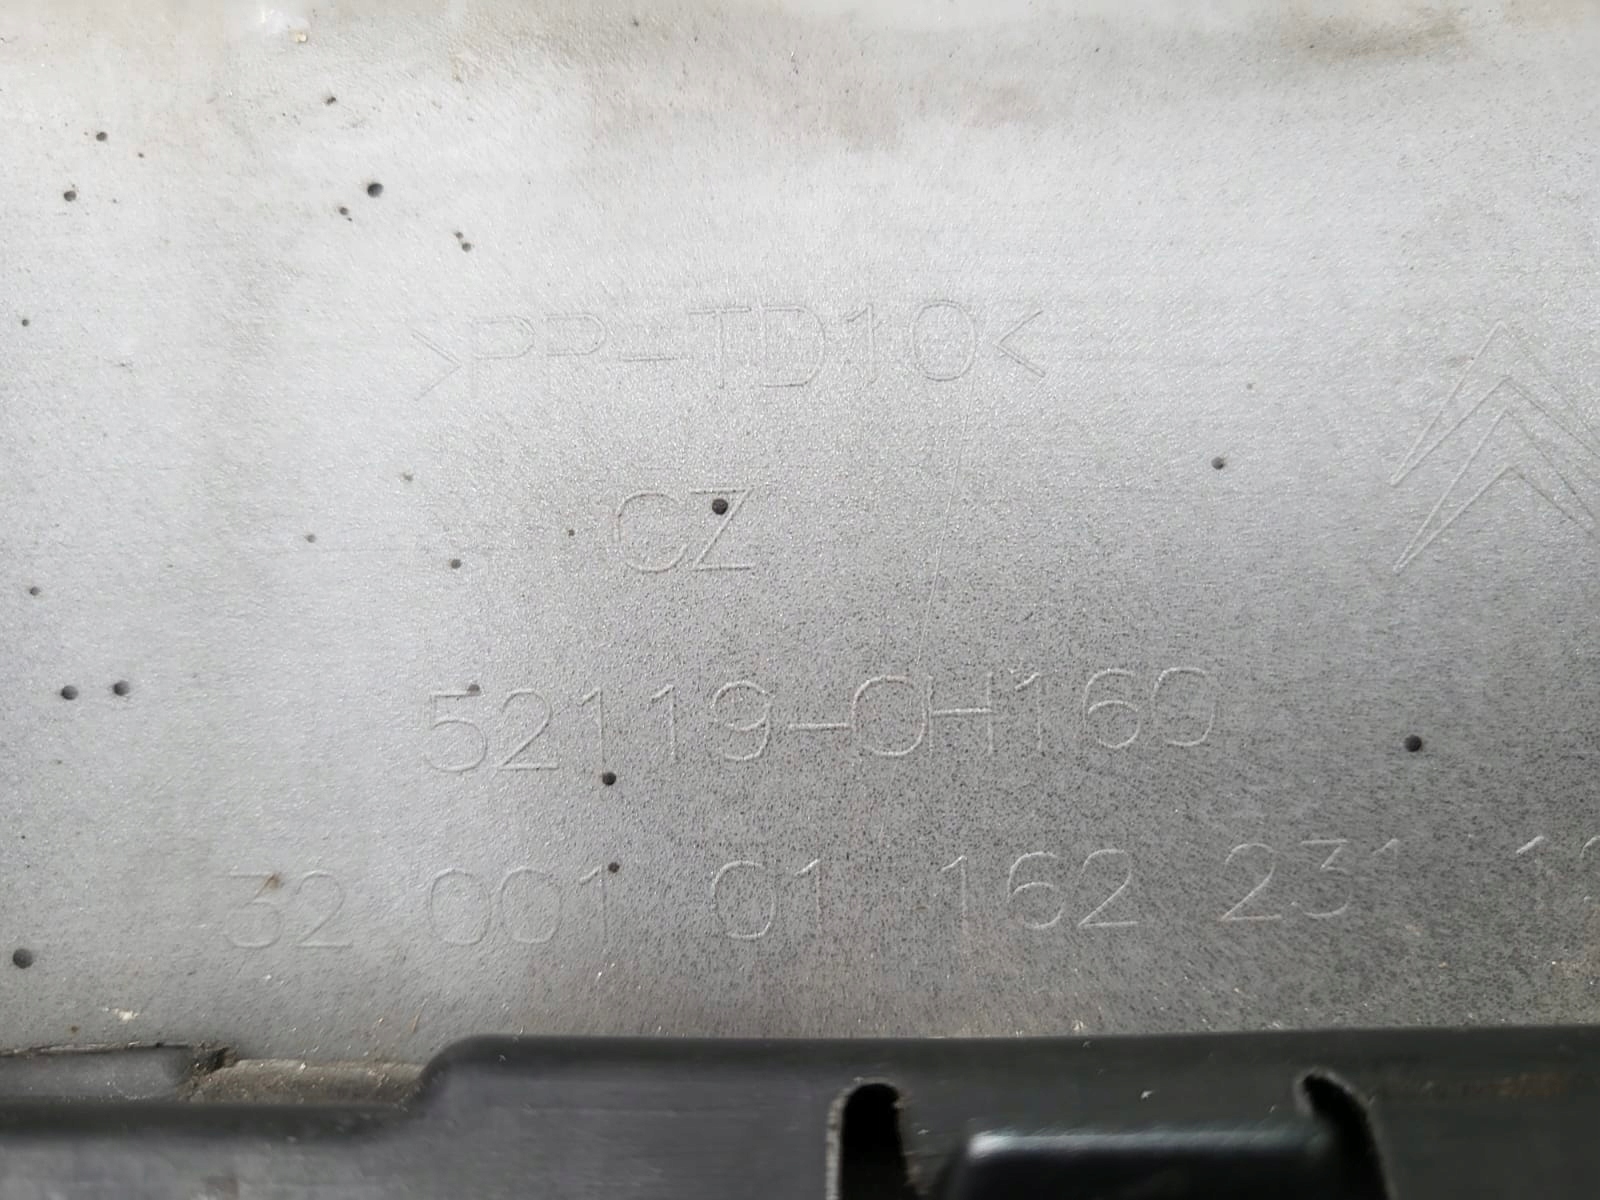 >PP-TD10<
CZ
52119-0H160
32 001 01 162 231